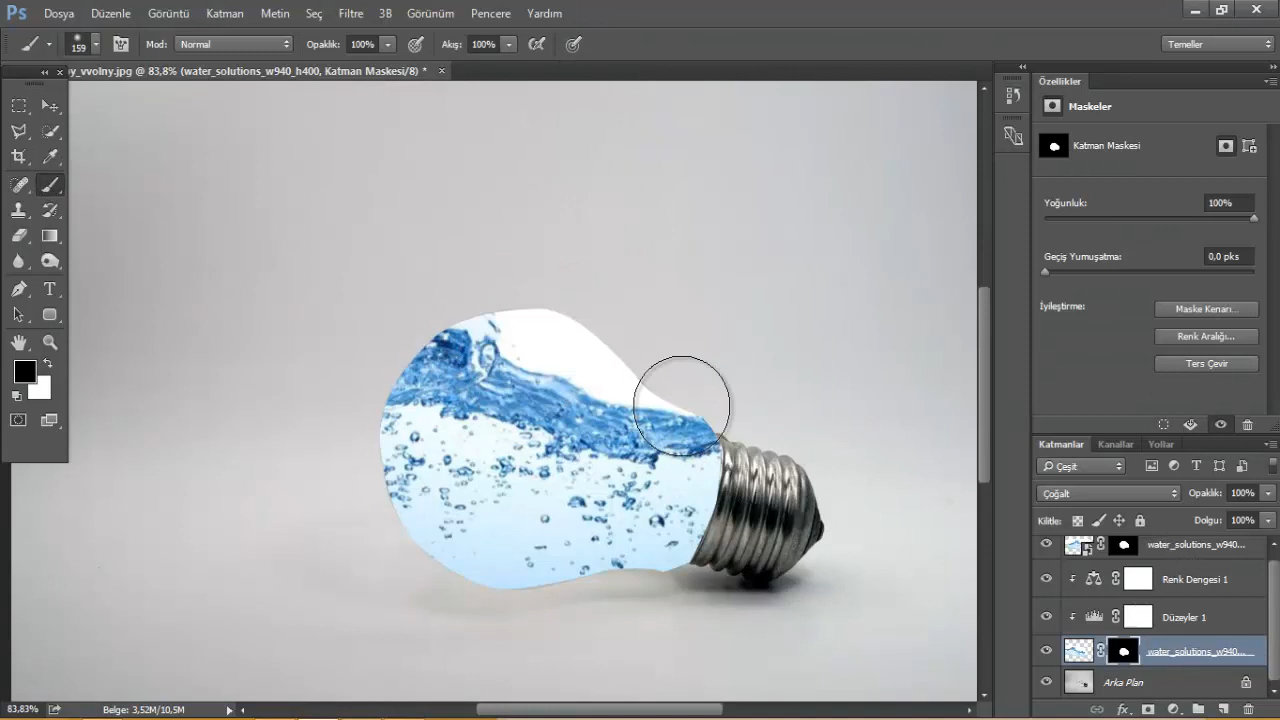 Ps Dosya Düzenle Görüntü Katman Metin Seç Filtre 3B Görünüm Pencere Yardım
159 Mod: Normal Opaklık: 100% Akış: 100% Temeller
oy_vvolny.jpg @ 83,8% (water_solutions_w940_h400, Katman Maskesi/8) *
Özellikler
Maskeler
Katman Maskesi
Yoğunluk: 100%
Geçiş Yumuşatma: 0,0 pks
İyileştirme: Maske Kenarı...
Renk Aralığı...
Ters Çevir
Katmanlar Kanallar Yollar
Çeşit
Çoğalt Opaklık: 100%
Kilitle: Dolgu: 100%
water_solutions_w940...
Renk Dengesi 1
Düzeyler 1
water_solutions_w940...
Arka Plan
83,83% Belge: 3,52M/10,5M
fx